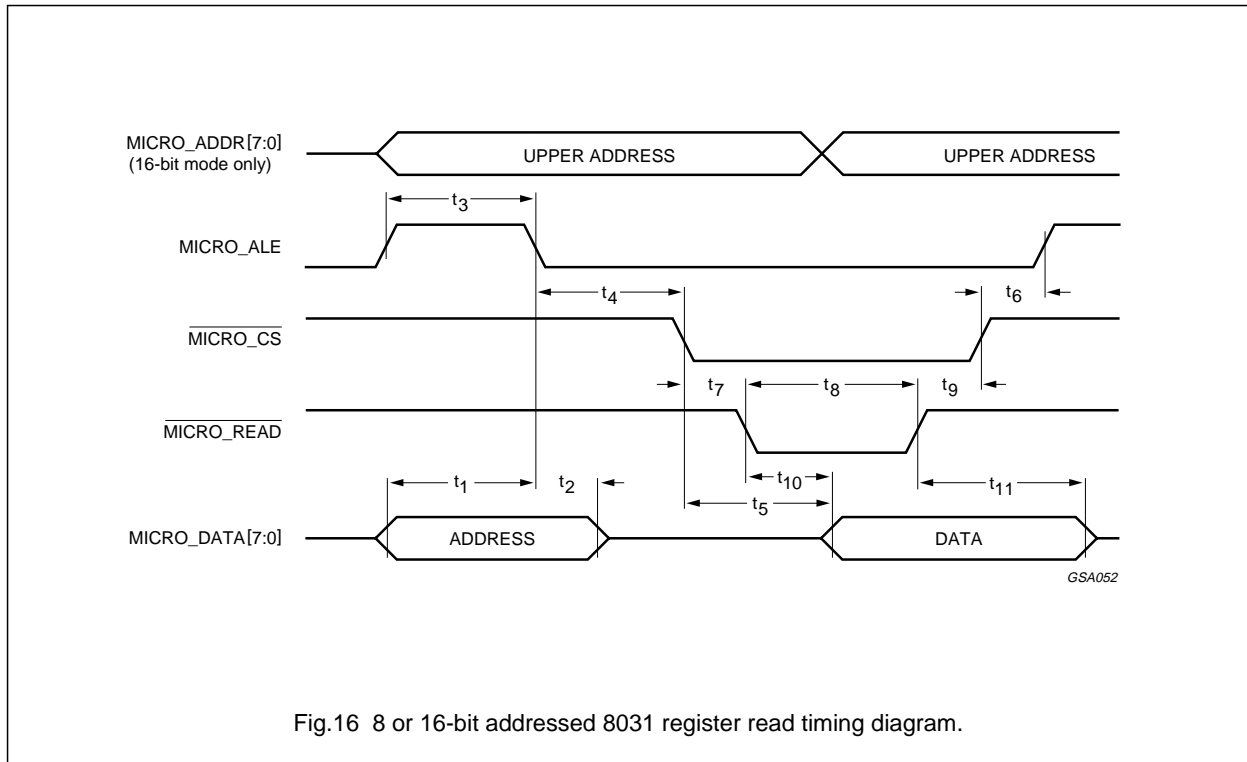 MICRO_ADDR[7:0]
(16-bit mode only)
UPPER ADDRESS
UPPER ADDRESS
t3
MICRO_ALE
t4
t6
MICRO_CS
t7
t8
t9
MICRO_READ
t1
t2
t10
t5
t11
MICRO_DATA[7:0]
ADDRESS
DATA
GSA052
Fig.16 8 or 16-bit addressed 8031 register read timing diagram.